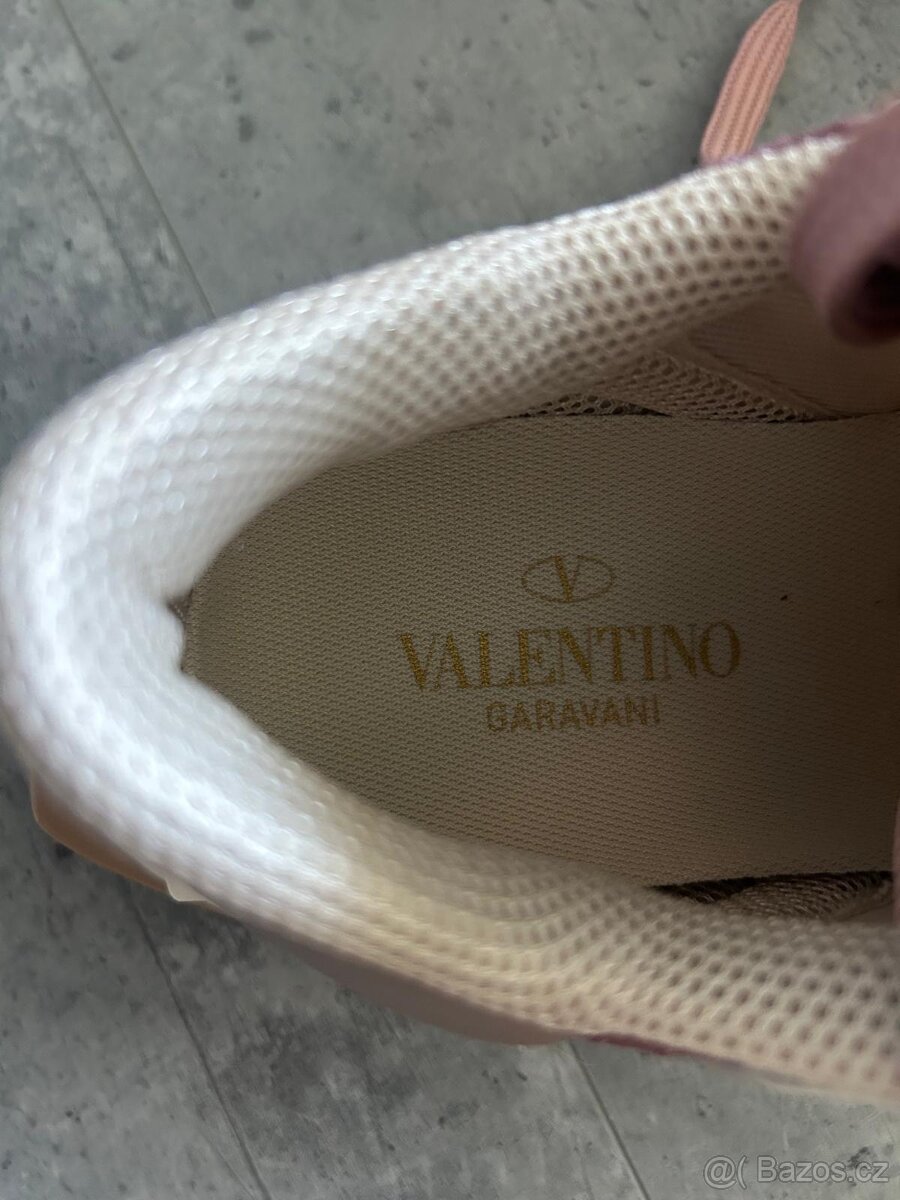 V
VALENTINO
GARAVANI
@( Bazos.cz